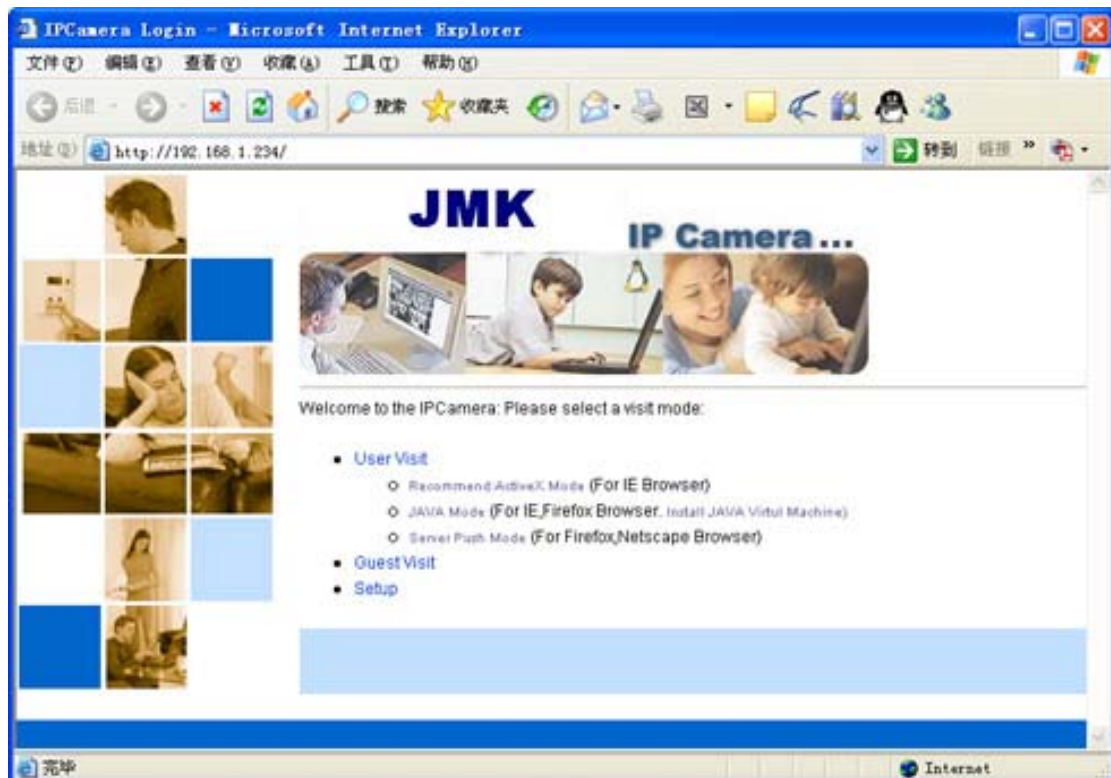 IPCamera Login - Microsoft Internet Explorer
文件(F) 编辑(E) 查看(V) 收藏(A) 工具(T) 帮助(H)
后退 搜索 收藏夹
地址(D) http://192.168.1.234/ 转到 链接 »
JMK
IP Camera...
Welcome to the IPCamera: Please select a visit mode:
User Visit
Recommend ActiveX Mode (For IE Browser)
JAVA Mode (For IE,Firefox Browser, Install JAVA Virtul Machine)
Server Push Mode (For Firefox,Netscape Browser)
Guest Visit
Setup
完毕 Internet